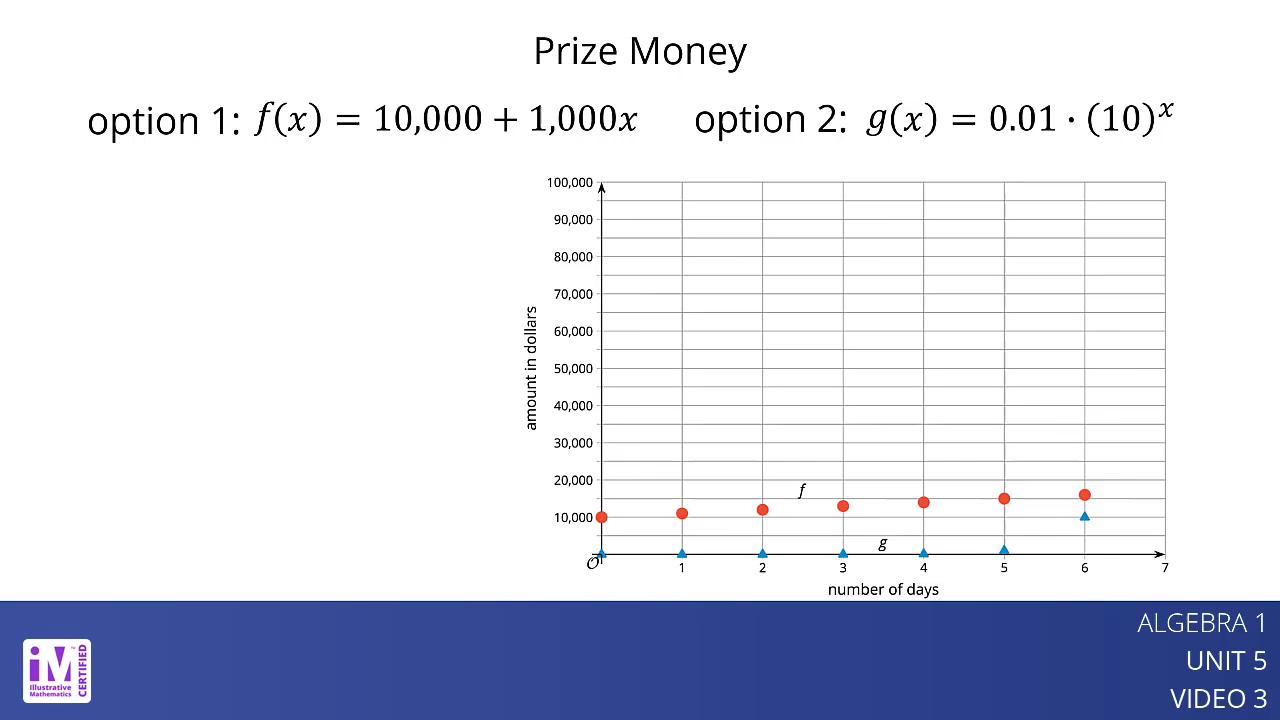 Prize Money
option 1: f(x) = 10,000 + 1,000x
option 2: g(x) = 0.01 · (10)^x
100,000
90,000
80,000
70,000
60,000
50,000
40,000
30,000
20,000
10,000
amount in dollars
f
g
O
1 2 3 4 5 6 7
number of days
iM
™
Illustrative
Mathematics
CERTIFIED
ALGEBRA 1
UNIT 5
VIDEO 3